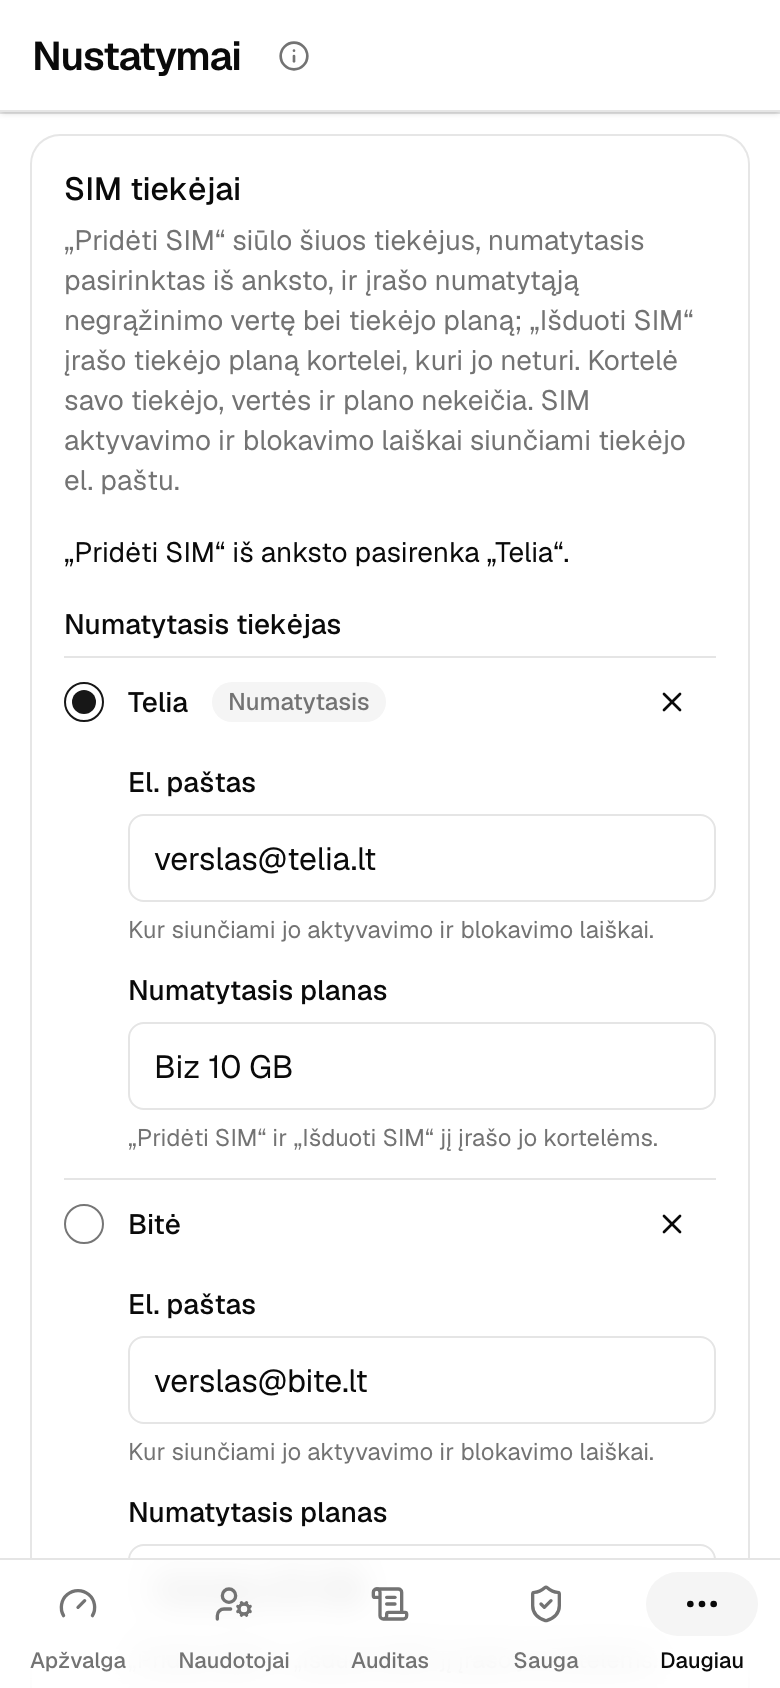 Nustatymai
SIM tiekėjai
„Pridėti SIM“ siūlo šiuos tiekėjus, numatytasis
pasirinktas iš anksto, ir įrašo numatytąją
negrąžinimo vertę bei tiekėjo planą; „Išduoti SIM“
įrašo tiekėjo planą kortelei, kuri jo neturi. Kortelė
savo tiekėjo, vertės ir plano nekeičia. SIM
aktyvavimo ir blokavimo laiškai siunčiami tiekėjo
el. paštu.
„Pridėti SIM“ iš anksto pasirenka „Telia“.
Numatytasis tiekėjas
Telia Numatytasis
El. paštas
verslas@telia.lt
Kur siunčiami jo aktyvavimo ir blokavimo laiškai.
Numatytasis planas
Biz 10 GB
„Pridėti SIM“ ir „Išduoti SIM“ jį įrašo jo kortelėms.
Bitė
El. paštas
verslas@bite.lt
Kur siunčiami jo aktyvavimo ir blokavimo laiškai.
Numatytasis planas
Apžvalga Naudotojai Auditas Sauga Daugiau